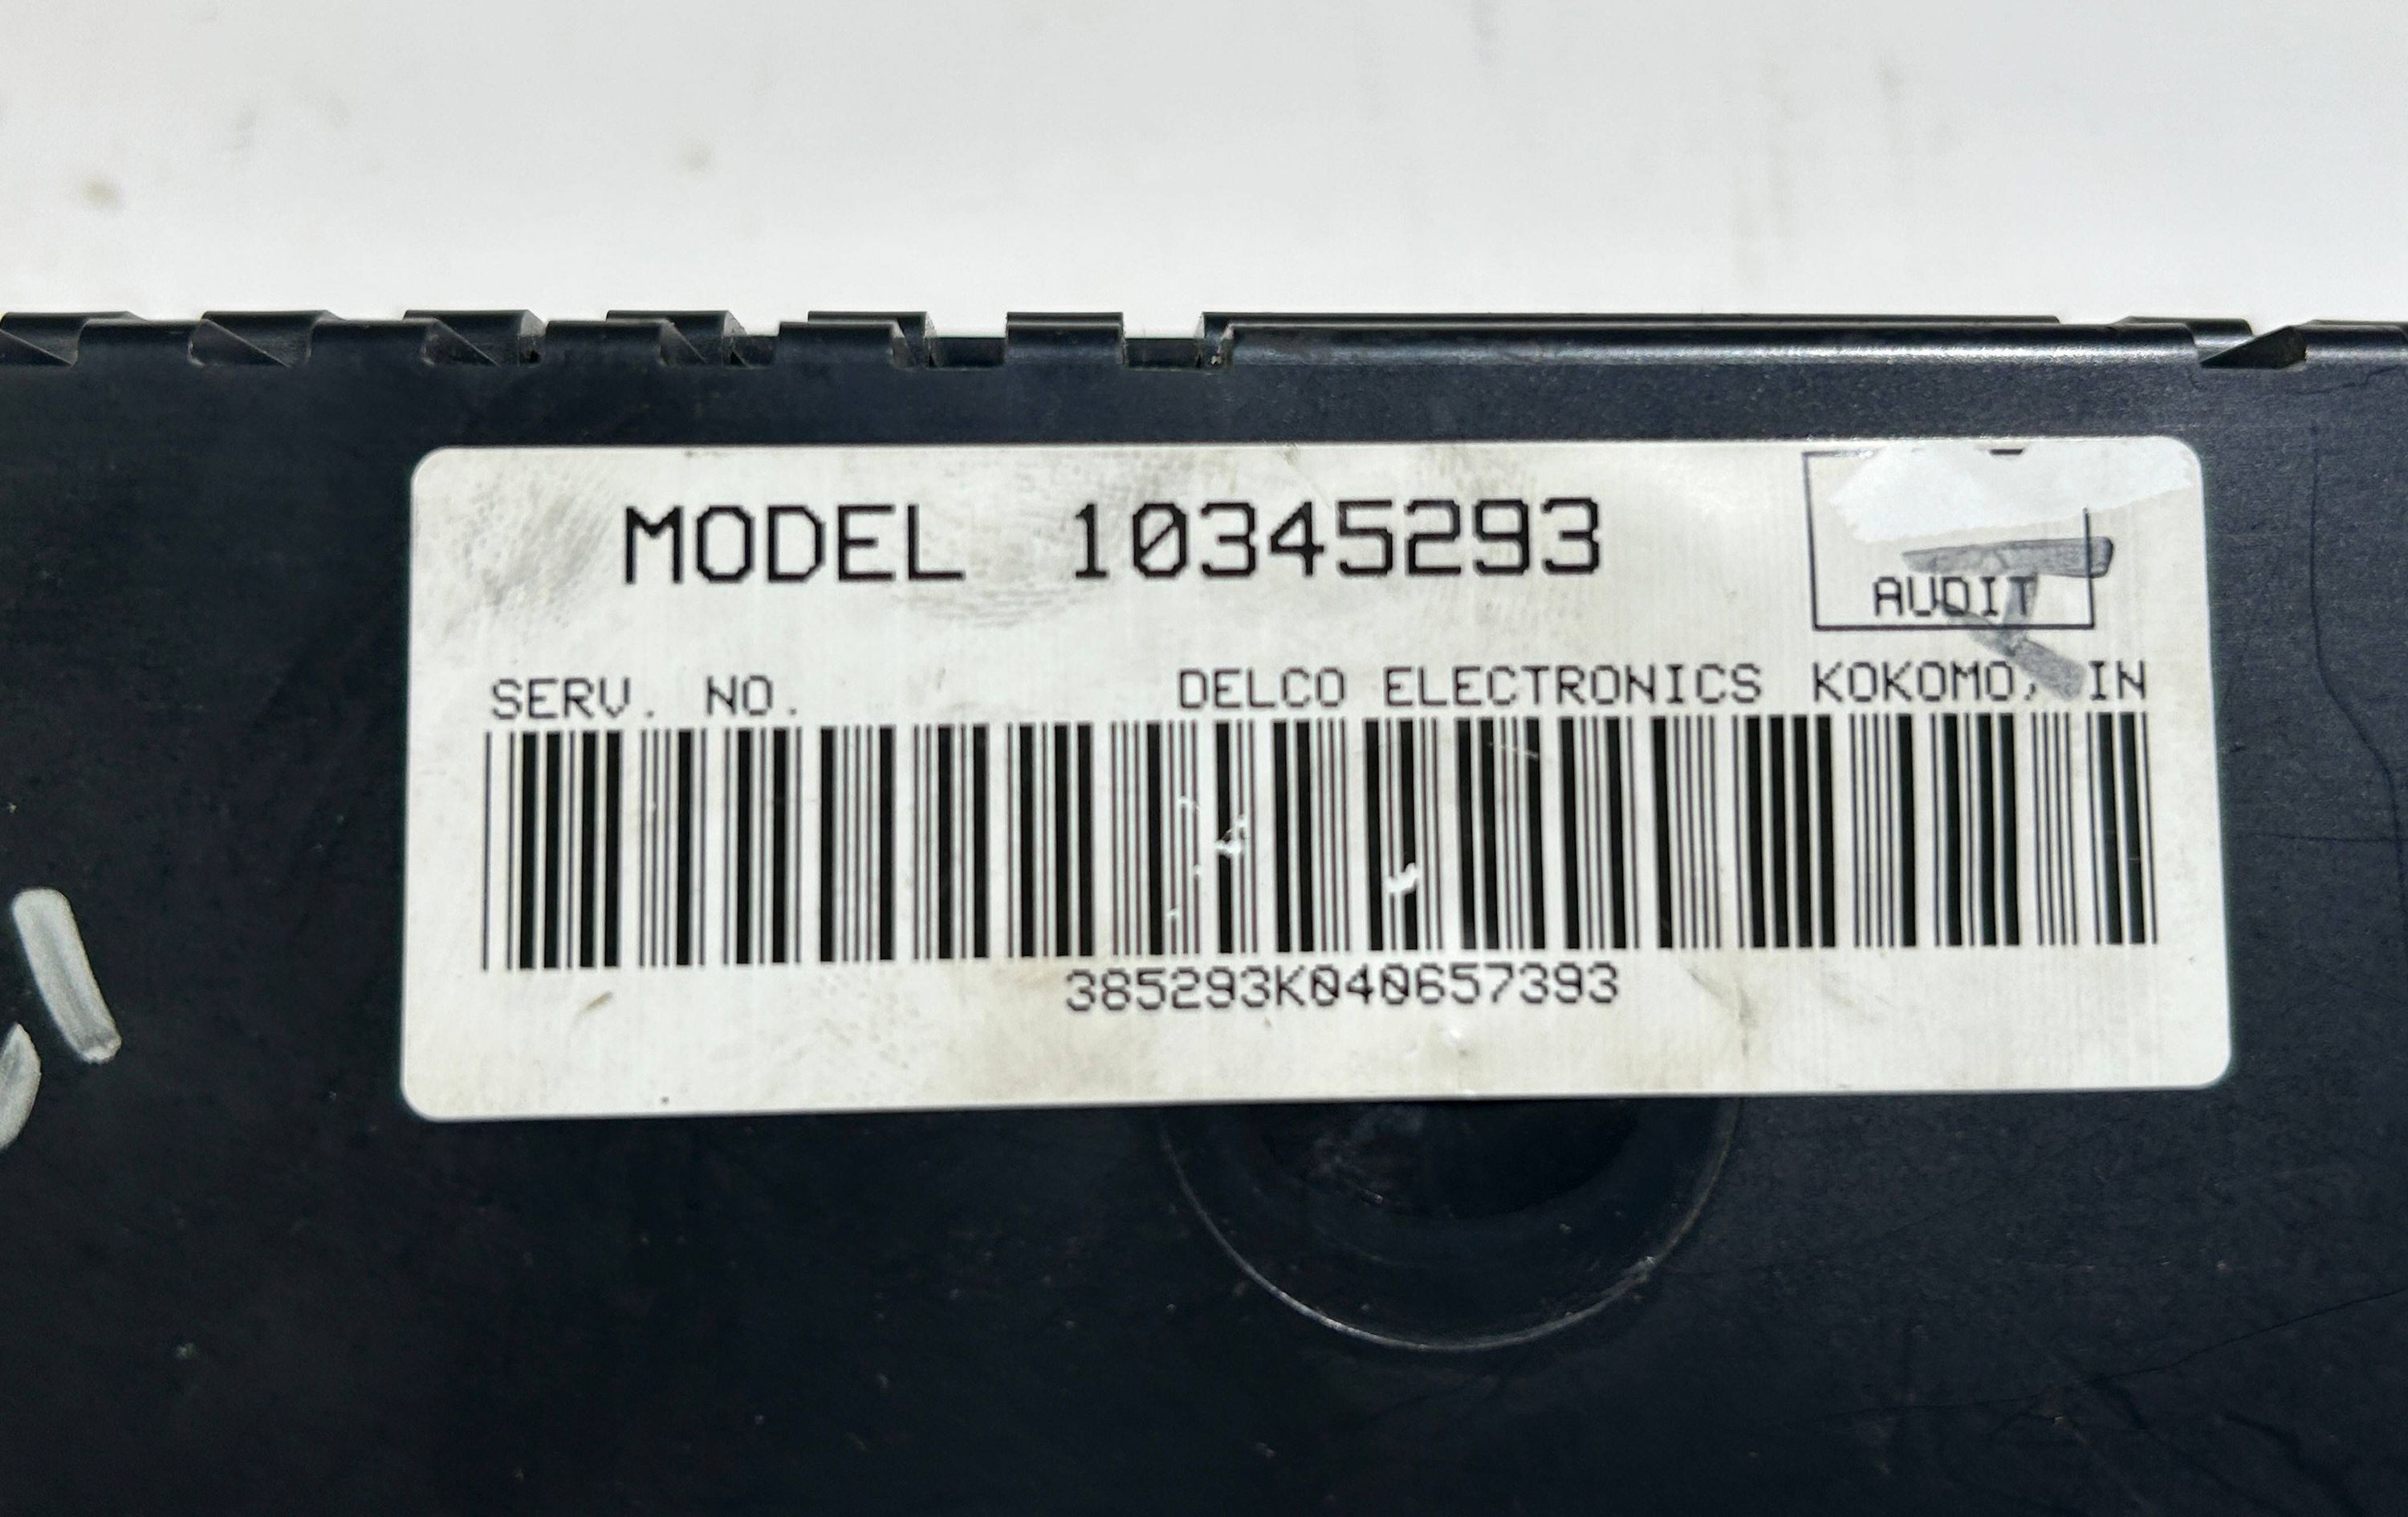 MODEL 10345293
AUDIT
SERV. NO. DELCO ELECTRONICS KOKOMO, IN
385293K040657393